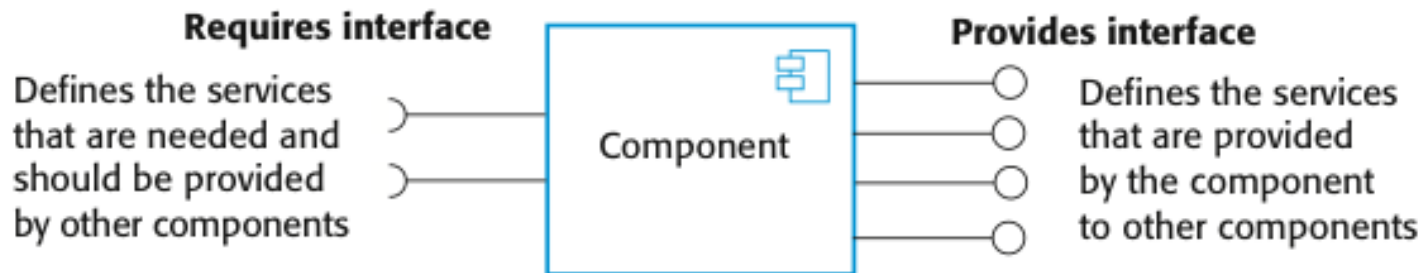 Requires interface
Defines the services
that are needed and
should be provided
by other components
Component
Provides interface
Defines the services
that are provided
by the component
to other components